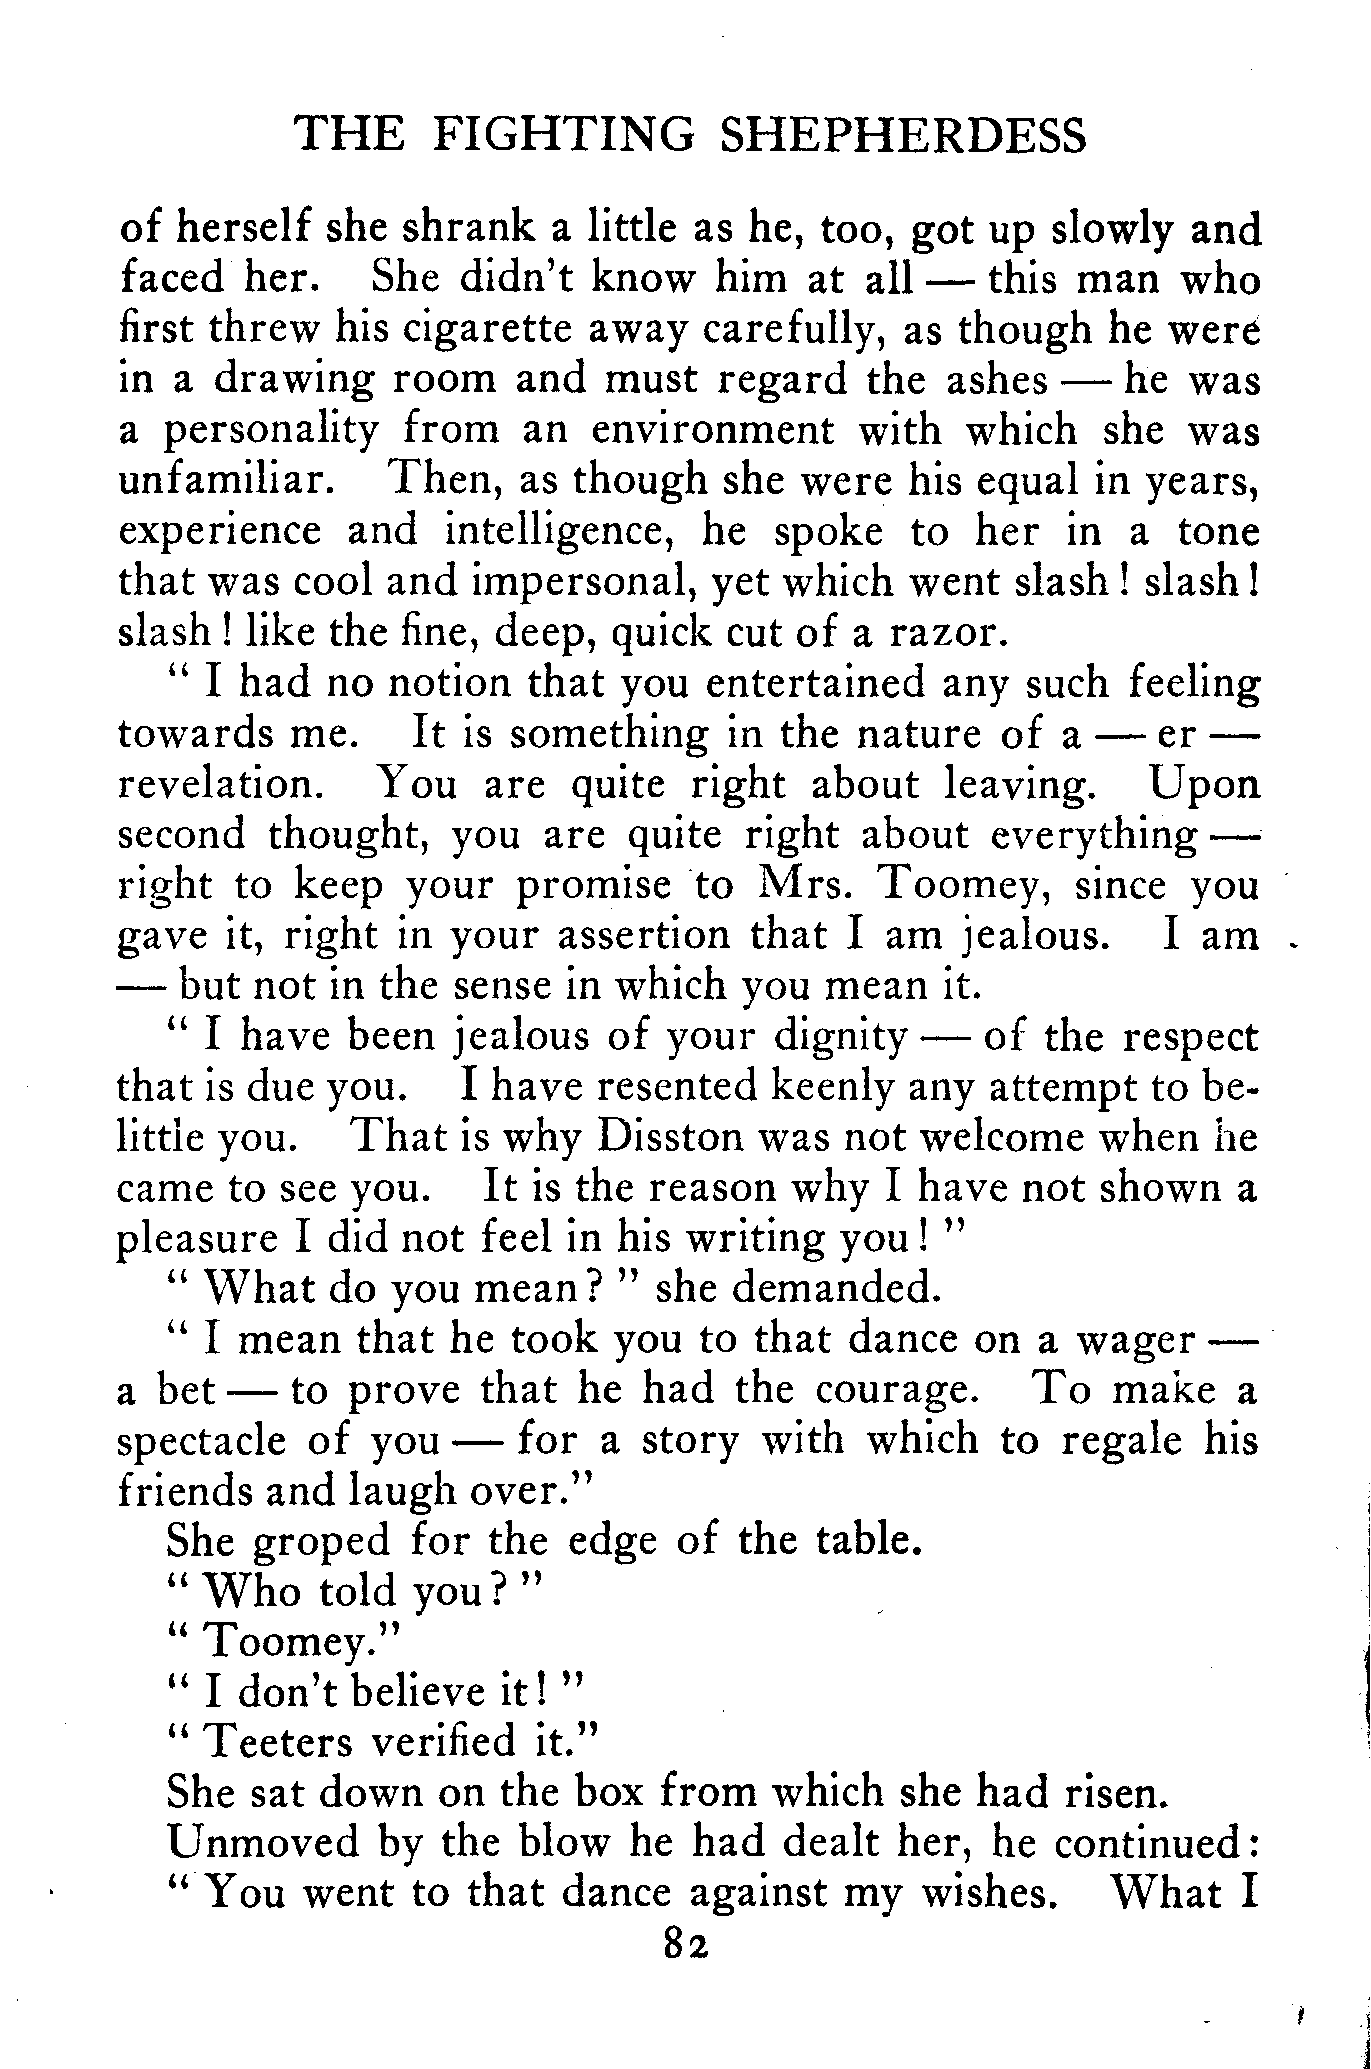 THE FIGHTING SHEPHERDESS
of herself she shrank a little as he, too, got up slowly and
faced her. She didn't know him at all — this man who
first threw his cigarette away carefully, as though he were
in a drawing room and must regard the ashes — he was
a personality from an environment with which she was
unfamiliar. Then, as though she were his equal in years,
experience and intelligence, he spoke to her in a tone
that was cool and impersonal, yet which went slash! slash!
slash! like the fine, deep, quick cut of a razor.
" I had no notion that you entertained any such feeling
towards me. It is something in the nature of a — er —
revelation. You are quite right about leaving. Upon
second thought, you are quite right about everything —
right to keep your promise to Mrs. Toomey, since you
gave it, right in your assertion that I am jealous. I am
— but not in the sense in which you mean it.
" I have been jealous of your dignity — of the respect
that is due you. I have resented keenly any attempt to be-
little you. That is why Disston was not welcome when he
came to see you. It is the reason why I have not shown a
pleasure I did not feel in his writing you! "
" What do you mean? " she demanded.
" I mean that he took you to that dance on a wager —
a bet — to prove that he had the courage. To make a
spectacle of you — for a story with which to regale his
friends and laugh over."
She groped for the edge of the table.
" Who told you? "
" Toomey."
" I don't believe it! "
" Teeters verified it."
She sat down on the box from which she had risen.
Unmoved by the blow he had dealt her, he continued:
" You went to that dance against my wishes. What I
82